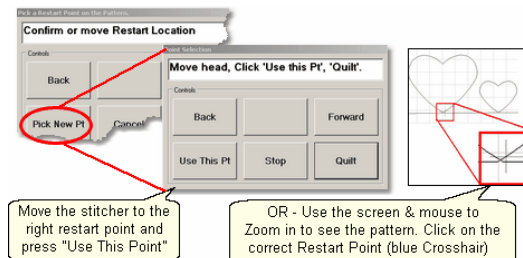 Pick a Restart Point on the Pattern.
Confirm or move Restart Location
Controls
Back
Pick New Pt
Cancel
Point Selection
Move head, Click 'Use this Pt', 'Quilt'.
Controls
Back
Forward
Use This Pt
Stop
Quilt
Move the stitcher to the
right restart point and
press "Use This Point"
OR - Use the screen & mouse to
Zoom in to see the pattern. Click on the
correct Restart Point (blue Crosshair)